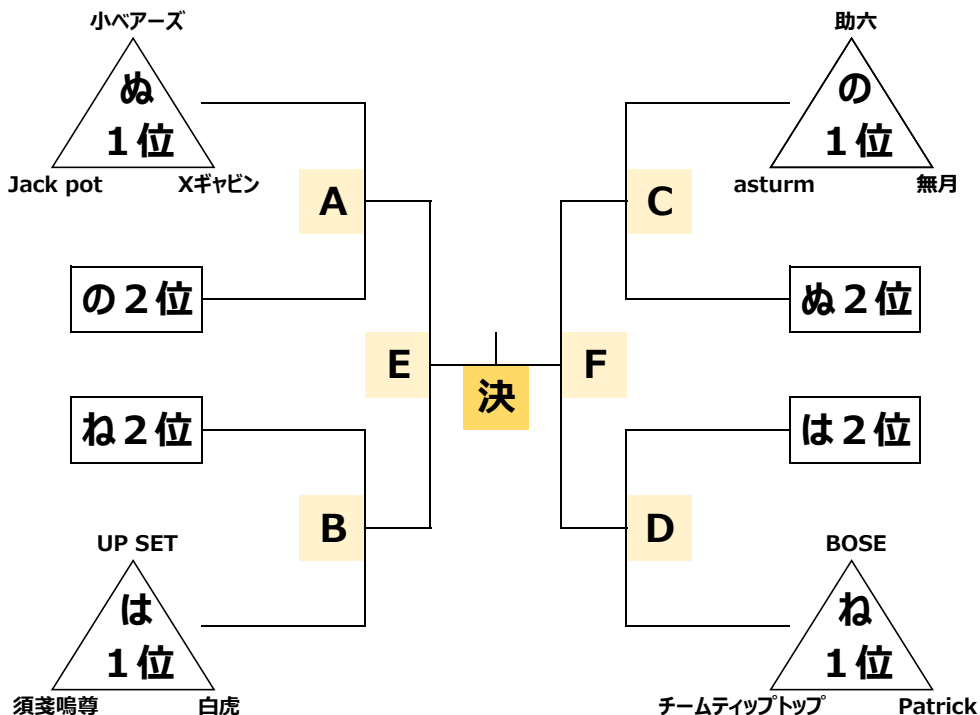 小ベアーズ
ぬ
1位
Jack pot
Xギャビン
A
の2位
E
ね2位
B
UP SET
は
1位
須戔嗚尊
白虎
決
助六
の
1位
asturm
無月
C
ぬ2位
F
は2位
D
BOSE
ね
1位
チームティップトップ
Patrick